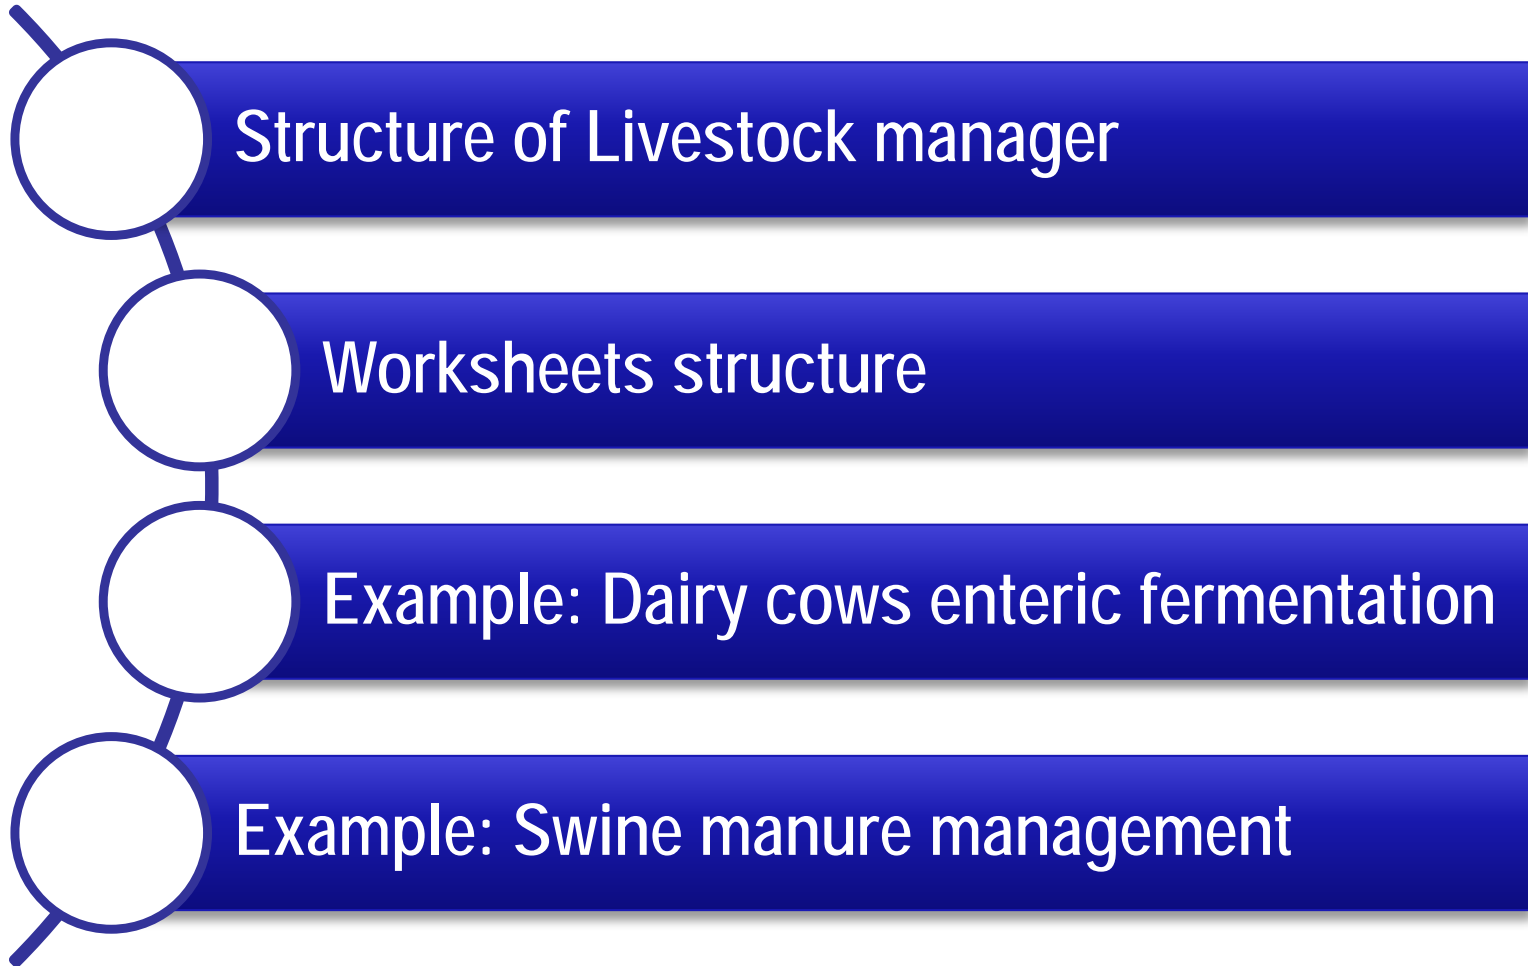 Structure of Livestock manager
Worksheets structure
Example: Dairy cows enteric fermentation
Example: Swine manure management